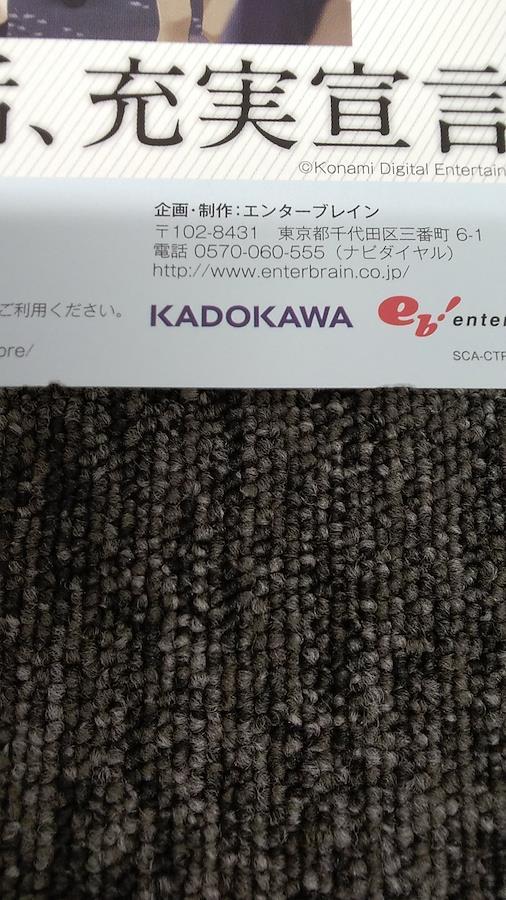 、充実宣言
©Konami Digital Entertain
企画・制作：エンターブレイン
〒102-8431　東京都千代田区三番町 6-1
電話 0570-060-555（ナビダイヤル）
http://www.enterbrain.co.jp/
ご利用ください。
KADOKAWA
eb! enter
ore/
SCA-CTP